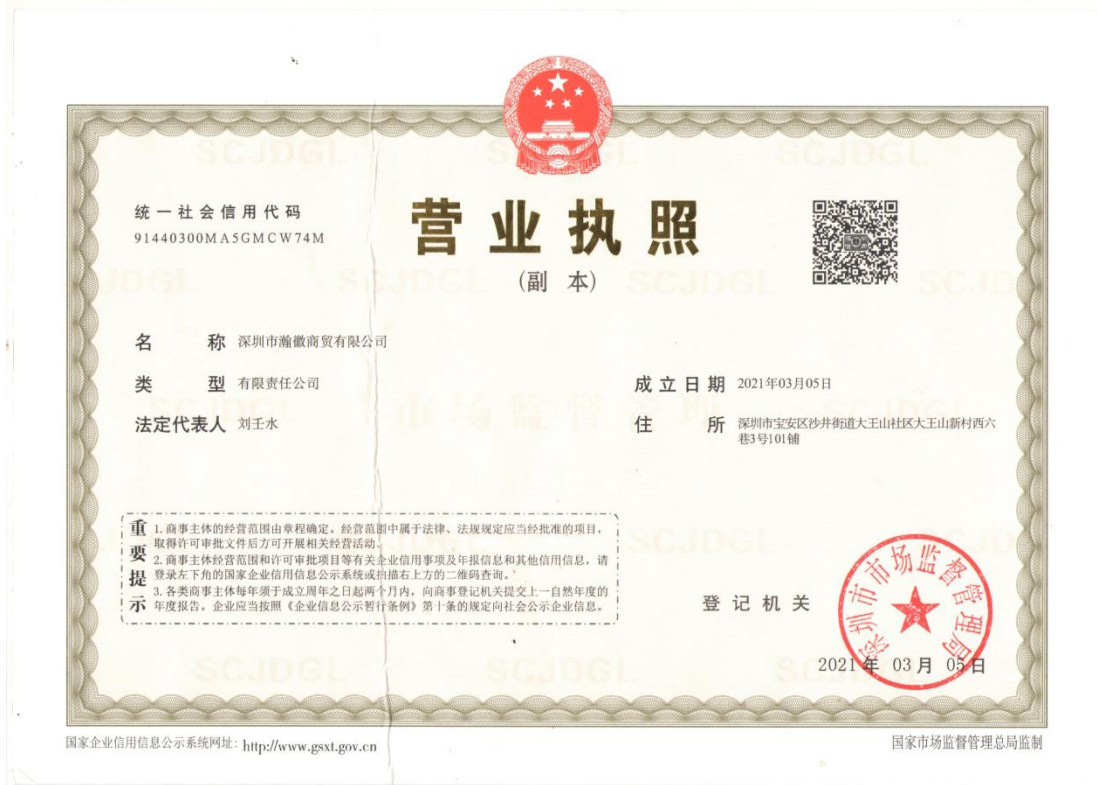 统一社会信用代码
91440300MA5GMCW74M
营业执照
(副 本)
名 称 深圳市瀚徽商贸有限公司
类 型 有限责任公司
法定代表人 刘壬水
成立日期 2021年03月05日
住 所 深圳市宝安区沙井街道大王山社区大王山新村西六
巷3号101铺
重要提示
1. 商事主体的经营范围由章程确定。经营范围中属于法律、法规规定应当经批准的项目，
取得许可审批文件后方可开展相关经营活动。
2. 商事主体经营范围和许可审批项目等有关企业信用事项及年报信息和其他信用信息，请
登录左下角的国家企业信用信息公示系统或扫描右上方的二维码查询。
3. 各类商事主体每年须于成立周年之日起两个月内，向商事登记机关提交上一自然年度的
年度报告。企业应当按照《企业信息公示暂行条例》第十条的规定向社会公示企业信息。
登记机关
深圳市市场监督管理局
2021 年 03 月 05 日
国家企业信用信息公示系统网址: http://www.gsxt.gov.cn
国家市场监督管理总局监制
SCJDGL
市场监督管理